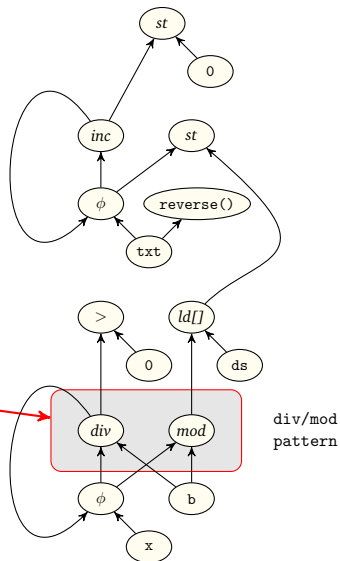 st
0
inc
st
ϕ
reverse()
txt
>
ld[]
0
ds
div
mod
div/mod
pattern
ϕ
b
x